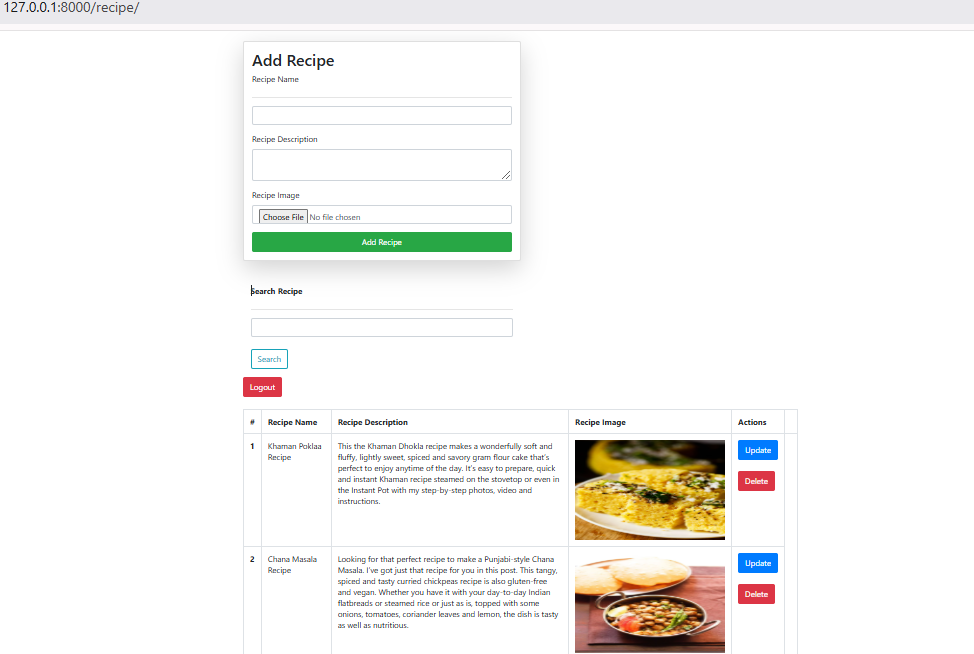 127.0.0.1:8000/recipe/
Add Recipe
Recipe Name
Recipe Description
Recipe Image
Choose File No file chosen
Add Recipe
Search Recipe
Search
Logout
# Recipe Name Recipe Description Recipe Image Actions
1 Khaman Poklaa
Recipe
This the Khaman Dhokla recipe makes a wonderfully soft and
fluffy, lightly sweet, spiced and savory gram flour cake that's
perfect to enjoy anytime of the day. It's easy to prepare, quick
and instant Khaman recipe steamed on the stovetop or even in
the Instant Pot with my step-by-step photos, video and
instructions.
Update
Delete
2 Chana Masala
Recipe
Looking for that perfect recipe to make a Punjabi-style Chana
Masala. I've got just that recipe for you in this post. This tangy,
spiced and tasty curried chickpeas recipe is also gluten-free
and vegan. Whether you have it with your day-to-day Indian
flatbreads or steamed rice or just as is, topped with some
onions, tomatoes, coriander leaves and lemon, the dish is tasty
as well as nutritious.
Update
Delete